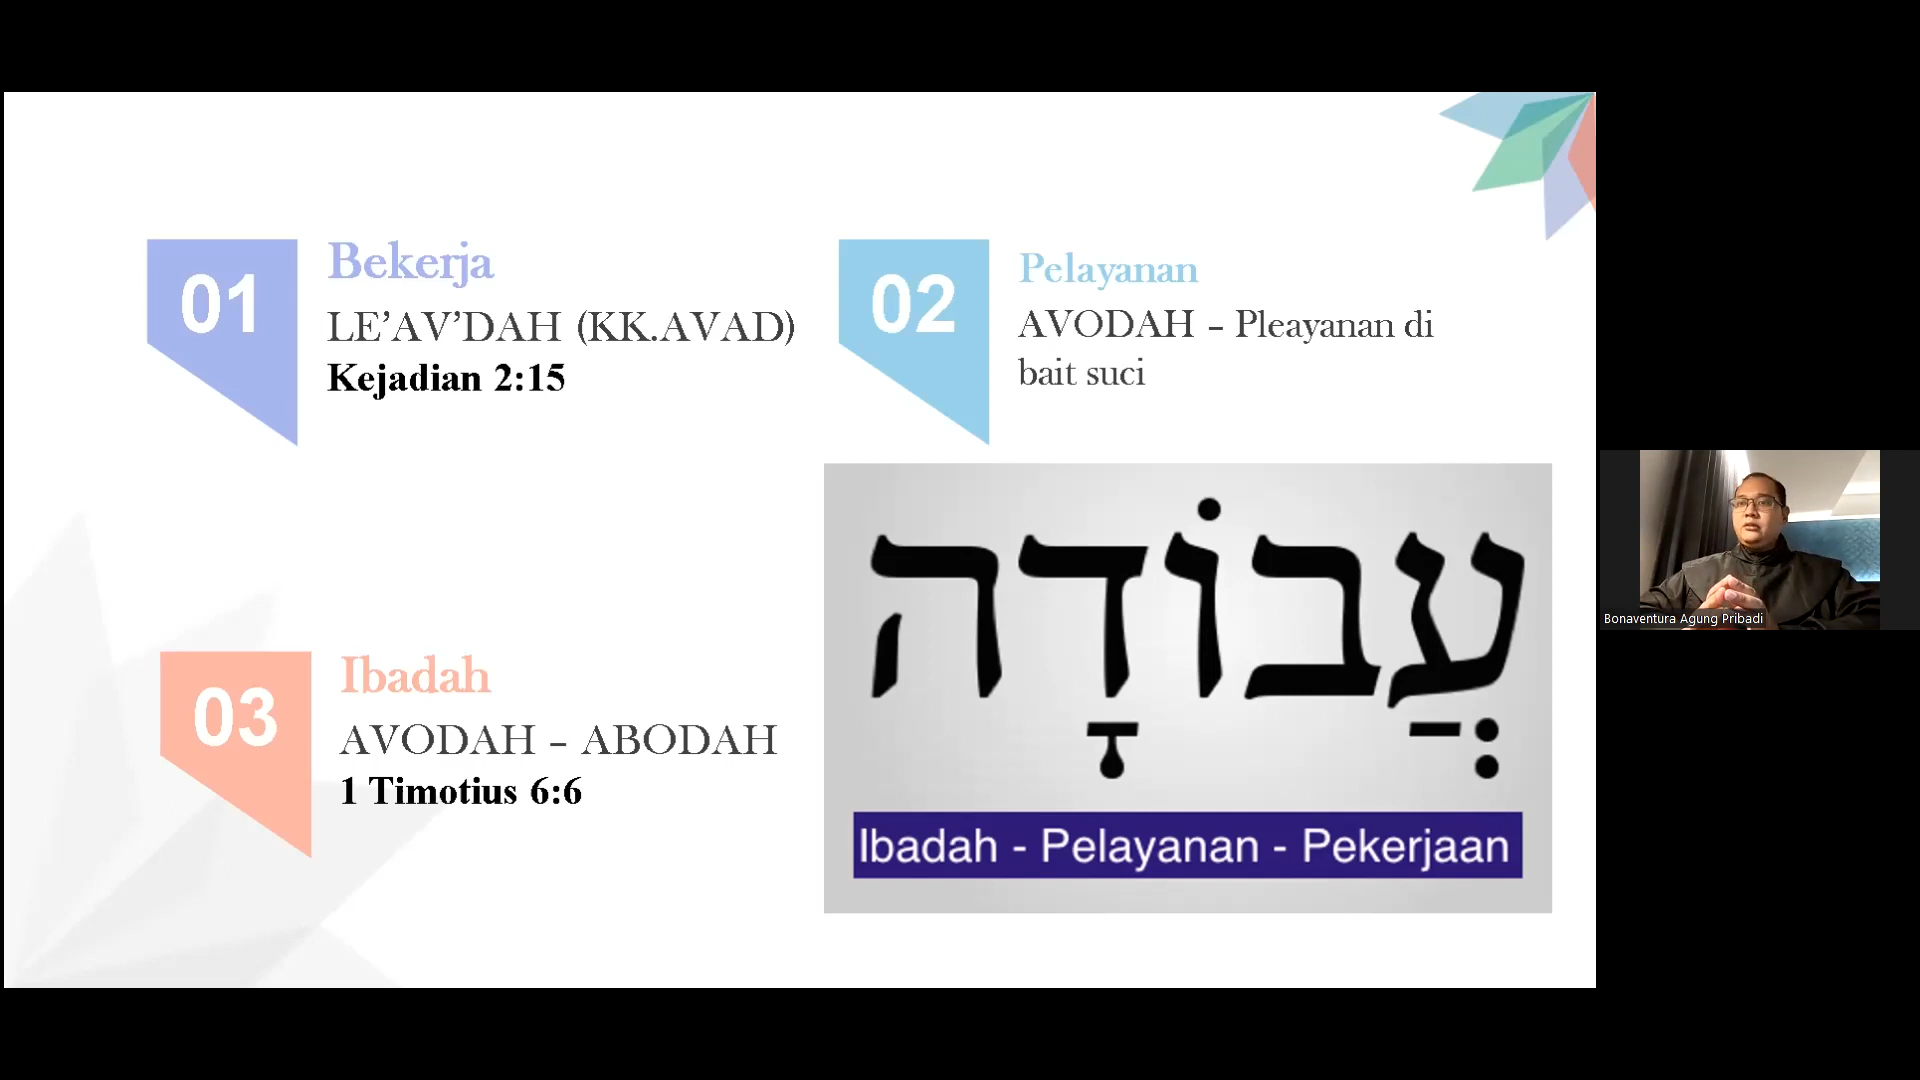 01
Bekerja
LE’AV’DAH (KK.AVAD)
Kejadian 2:15
02
Pelayanan
AVODAH – Pleayanan di
bait suci
03
Ibadah
AVODAH – ABODAH
1 Timotius 6:6
עֲבוֹדָה
Ibadah - Pelayanan - Pekerjaan
Bonaventura Agung Pribadi